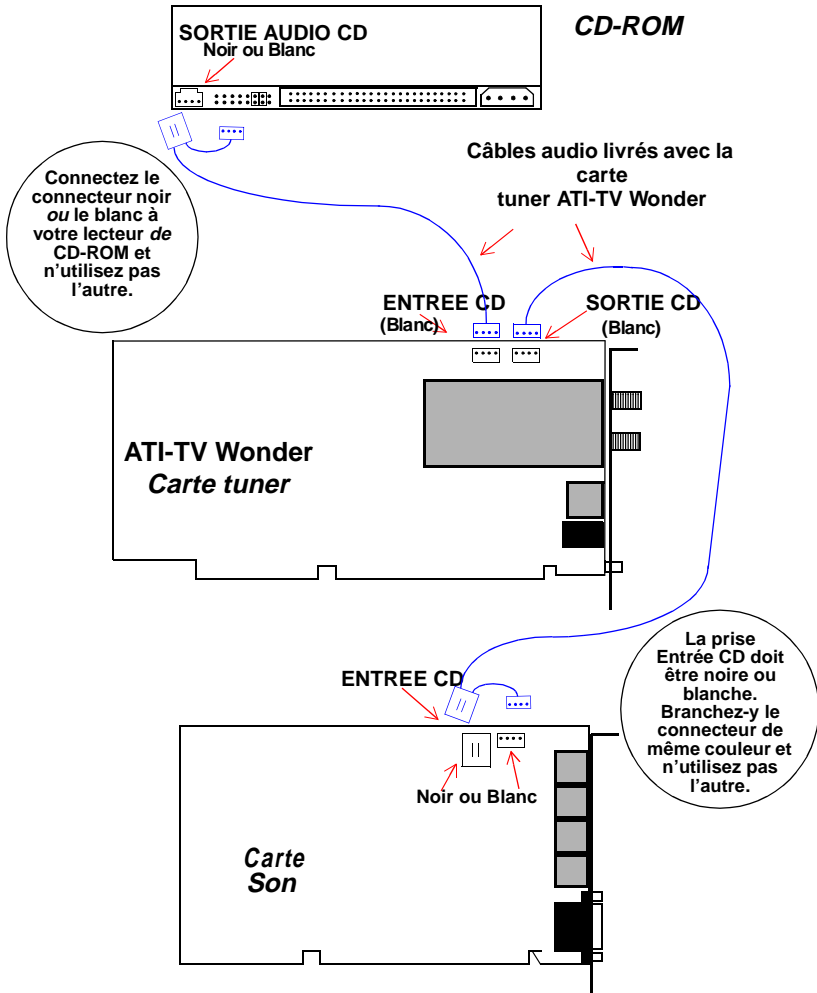 CD-ROM
SORTIE AUDIO CD
Noir ou Blanc
Câbles audio livrés avec la
carte
tuner ATI-TV Wonder
Connectez le
connecteur noir
ou le blanc à
votre lecteur de
CD-ROM et
n'utilisez pas
l'autre.
ENTREE CD
(Blanc)
SORTIE CD
(Blanc)
ATI-TV Wonder
Carte tuner
La prise
Entrée CD doit
être noire ou
blanche.
Branchez-y le
connecteur de
même couleur et
n'utilisez pas
l'autre.
ENTREE CD
Noir ou Blanc
Carte
Son